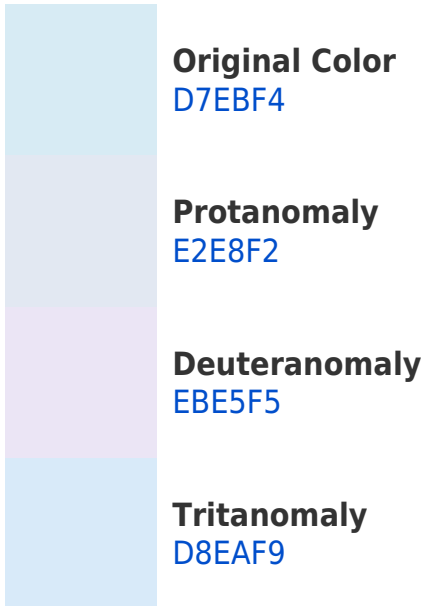 Original Color
D7EBF4
Protanomaly
E2E8F2
Deuteranomaly
EBE5F5
Tritanomaly
D8EAF9